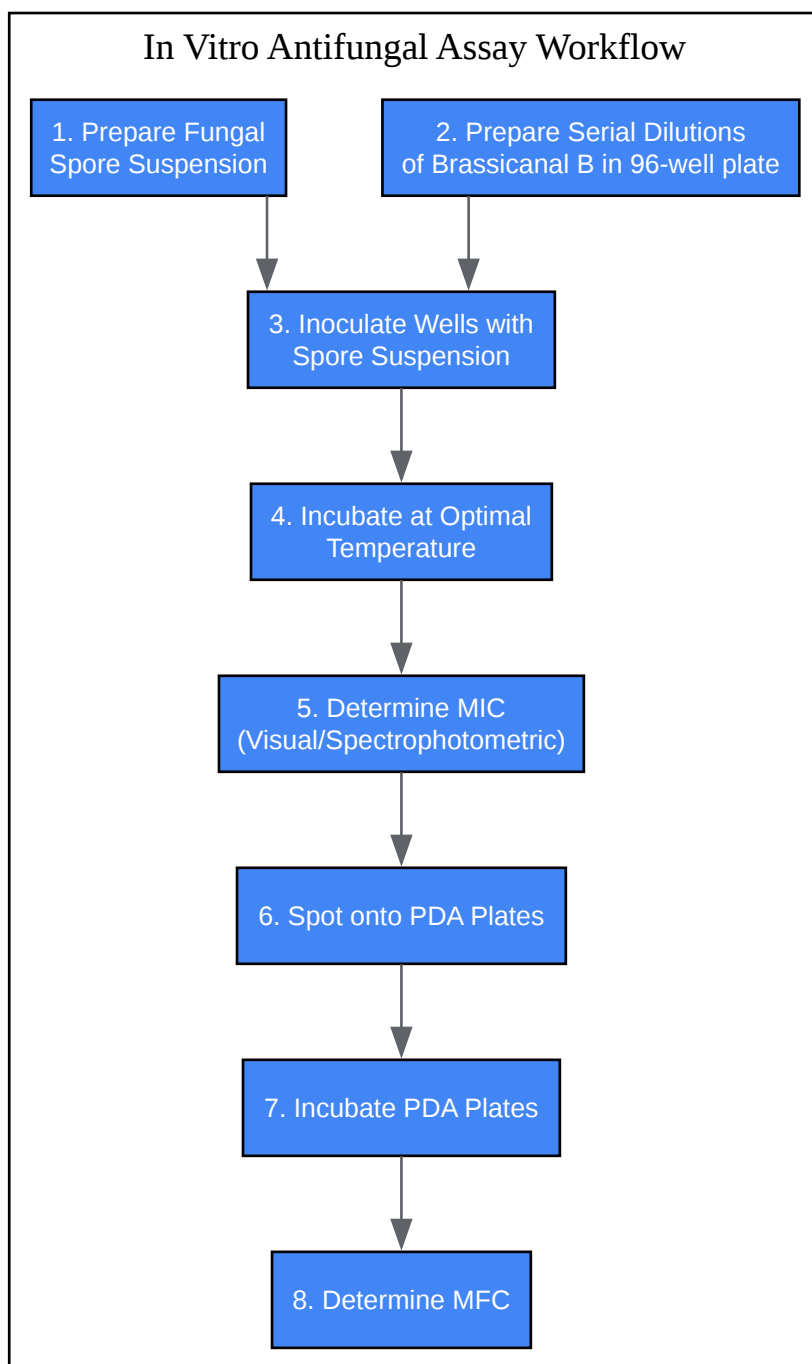 In Vitro Antifungal Assay Workflow
1. Prepare Fungal
Spore Suspension
2. Prepare Serial Dilutions
of Brassicanal B in 96-well plate
3. Inoculate Wells with
Spore Suspension
4. Incubate at Optimal
Temperature
5. Determine MIC
(Visual/Spectrophotometric)
6. Spot onto PDA Plates
7. Incubate PDA Plates
8. Determine MFC